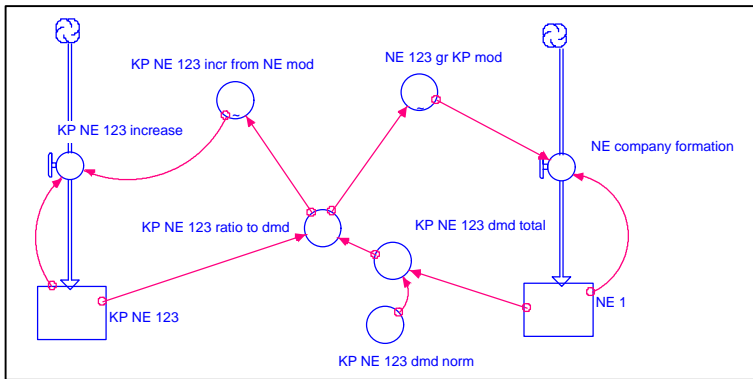 KP NE 123 incr from NE mod
NE 123 gr KP mod
~
~
KP NE 123 increase
NE company formation
KP NE 123 ratio to dmd
KP NE 123 dmd total
KP NE 123
NE 1
KP NE 123 dmd norm